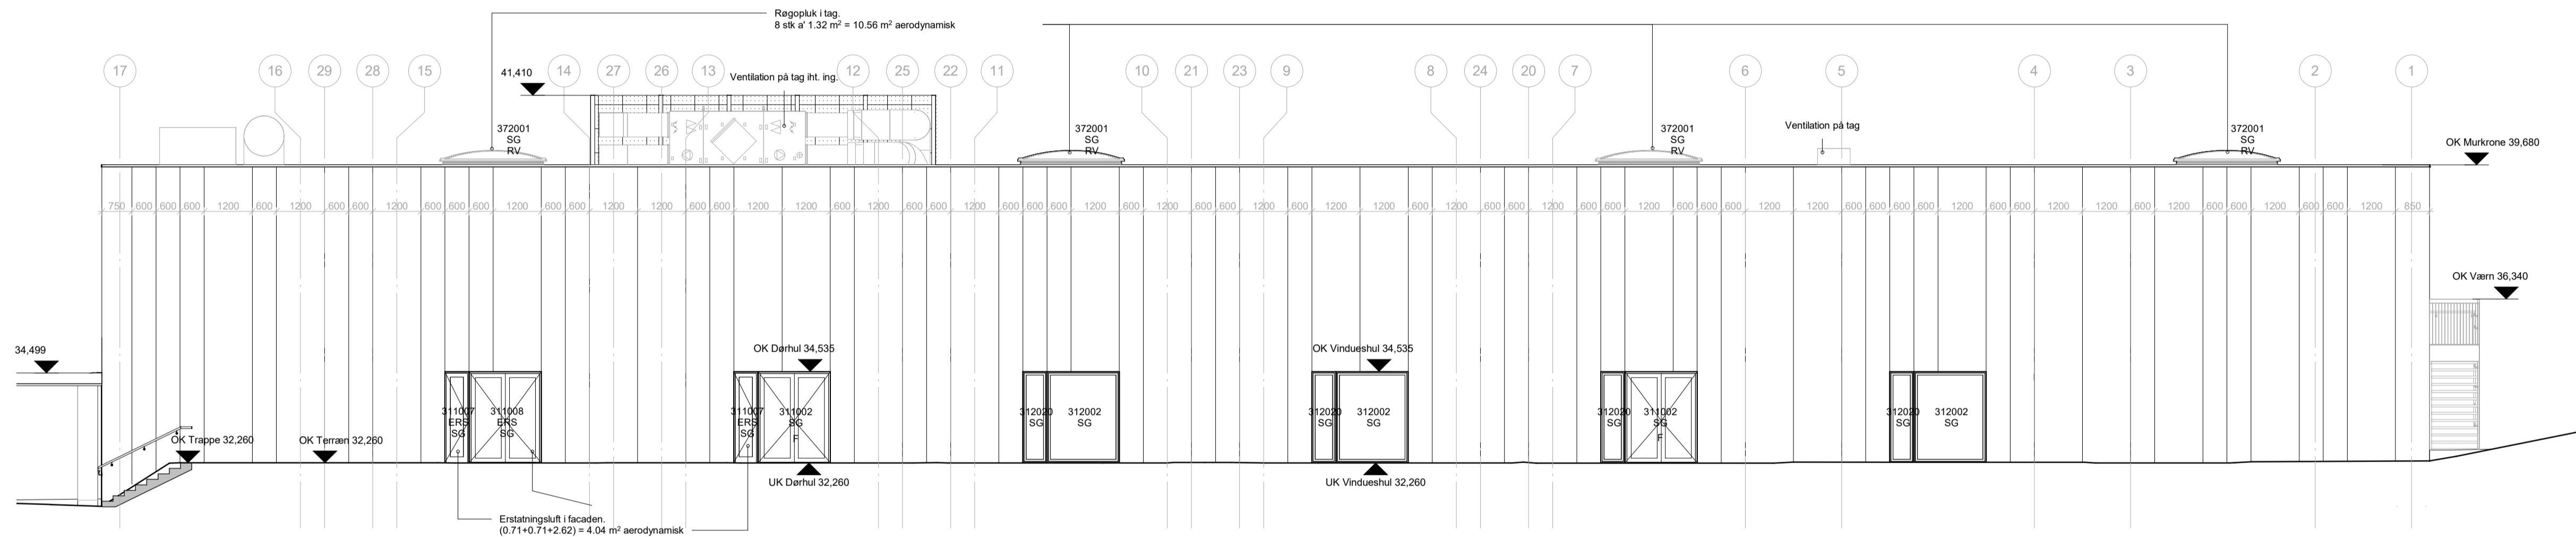 Røgopluk i tag.
8 stk a' 1.32 m² = 10.56 m² aerodynamisk
17 16 29 28 15 14 27 26 13 12 25 22 11 10 21 23 9 8 24 20 7 6 5 4 3 2 1
41,410
Ventilation på tag iht. ing.
372001
SG
RV
372001
SG
RV
372001
SG
RV
Ventilation på tag
372001
SG
RV
OK Murkrone 39,680
750 600 600 600 1200 600 1200 600 600 1200 600 600 600 1200 600 600 1200 1200 600 600 1200 1200 600 1200 600 600 1200 600 600 600 1200 600 1200 600 600 1200 600 1200 1200 600 1200 600 600 1200 600 600 1200 600 600 600 1200 1200 600 600 600 600 1200 600 600 1200 1200 600 1200 600 600 1200 600 600 1200 850
OK Værn 36,340
34,499
OK Dørhul 34,535
OK Vindueshul 34,535
311007
ERS
SG
311008
ERS
SG
311007
ERS
SG
311002
SG
F
312020
SG
312002
SG
312020
SG
312002
SG
312020
SG
311002
SG
F
312020
SG
312002
SG
OK Trappe 32,260
OK Terræn 32,260
UK Dørhul 32,260
UK Vindueshul 32,260
Erstatningsluft i facaden.
(0.71+0.71+2.62) = 4.04 m² aerodynamisk